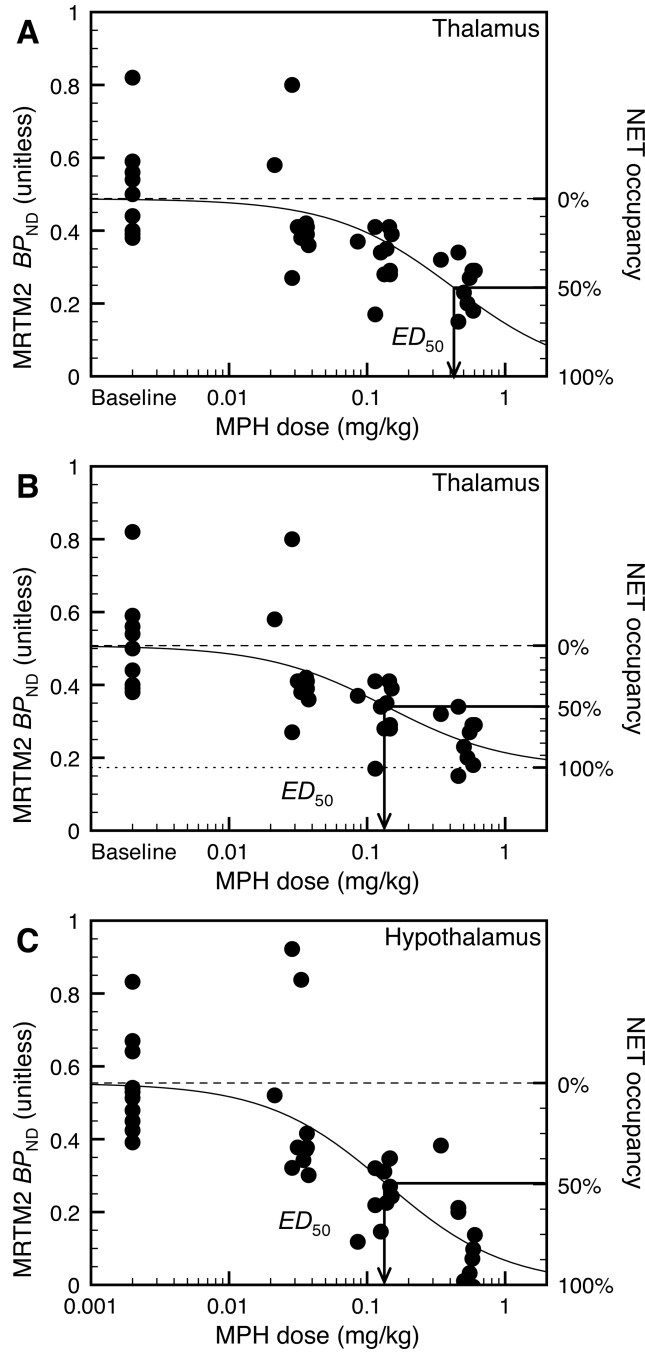 A
Thalamus
1
0.8
0.6
0.4
0.2
0
MRTM2 BPND (unitless)
0%
50%
100%
NET occupancy
ED50
Baseline 0.01 0.1 1
MPH dose (mg/kg)
B
Thalamus
1
0.8
0.6
0.4
0.2
0
MRTM2 BPND (unitless)
0%
50%
100%
NET occupancy
ED50
Baseline 0.01 0.1 1
MPH dose (mg/kg)
C
Hypothalamus
1
0.8
0.6
0.4
0.2
0
MRTM2 BPND (unitless)
0%
50%
100%
NET occupancy
ED50
0.001 0.01 0.1 1
MPH dose (mg/kg)